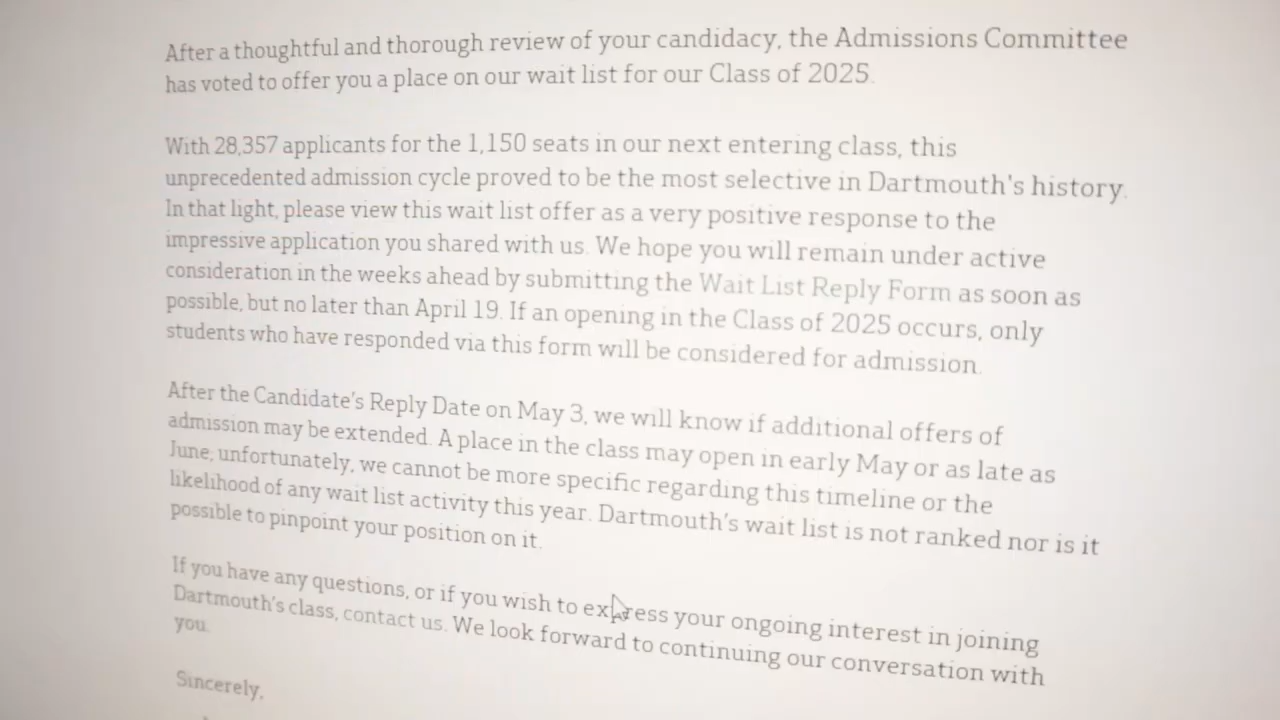 After a thoughtful and thorough review of your candidacy, the Admissions Committee
has voted to offer you a place on our wait list for our Class of 2025.
With 28,357 applicants for the 1,150 seats in our next entering class, this
unprecedented admission cycle proved to be the most selective in Dartmouth's history.
In that light, please view this wait list offer as a very positive response to the
impressive application you shared with us. We hope you will remain under active
consideration in the weeks ahead by submitting the Wait List Reply Form as soon as
possible, but no later than April 19. If an opening in the Class of 2025 occurs, only
students who have responded via this form will be considered for admission.
After the Candidate's Reply Date on May 3, we will know if additional offers of
admission may be extended. A place in the class may open in early May or as late as
June; unfortunately, we cannot be more specific regarding this timeline or the
likelihood of any wait list activity this year. Dartmouth's wait list is not ranked nor is it
possible to pinpoint your position on it.
If you have any questions, or if you wish to express your ongoing interest in joining
Dartmouth's class, contact us. We look forward to continuing our conversation with
you.
Sincerely,